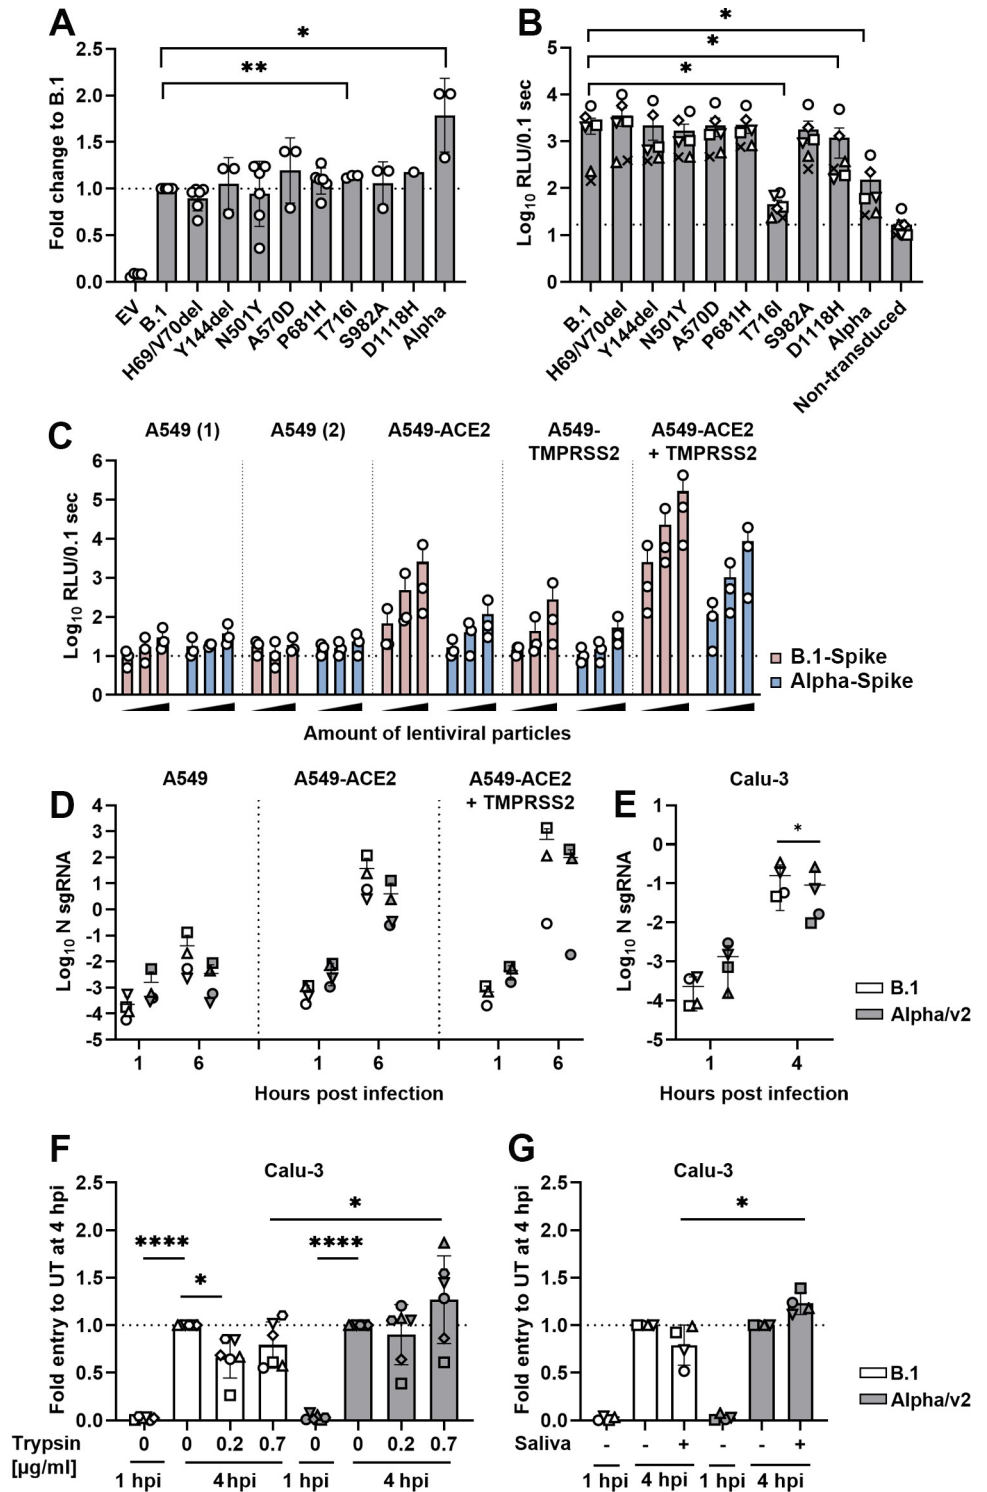 A
Fold change to B.1
2.5
2.0
1.5
1.0
0.5
0.0
*
**
EV
B.1
H69/V70del
Y144del
N501Y
A570D
P681H
T716I
S982A
D1118H
Alpha
B
Log10 RLU/0.1 sec
5
4
3
2
1
0
*
*
*
B.1
H69/V70del
Y144del
N501Y
A570D
P681H
T716I
S982A
D1118H
Alpha
Non-transduced
C
A549 (1)
A549 (2)
A549-ACE2
A549-
TMPRSS2
A549-ACE2
+ TMPRSS2
Log10 RLU/0.1 sec
6
5
4
3
2
1
0
B.1-Spike
Alpha-Spike
Amount of lentiviral particles
D
A549
A549-ACE2
A549-ACE2
+ TMPRSS2
Log10 N sgRNA
4
3
2
1
0
-1
-2
-3
-4
-5
1 6 1 6 1 6
Hours post infection
E
Calu-3
Log10 N sgRNA
1
0
-1
-2
-3
-4
-5
*
1 4
Hours post infection
B.1
Alpha/v2
F
Calu-3
Fold entry to UT at 4 hpi
2.5
2.0
1.5
1.0
0.5
0.0
****
*
****
*
Trypsin 0 0 0.2 0.7 0 0 0.2 0.7
[µg/ml]
1 hpi 4hpi 1 hpi 4 hpi
G
Calu-3
Fold entry to UT at 4 hpi
2.5
2.0
1.5
1.0
0.5
0.0
*
Saliva - - + - - +
1 hpi 4 hpi 1 hpi 4 hpi
B.1
Alpha/v2